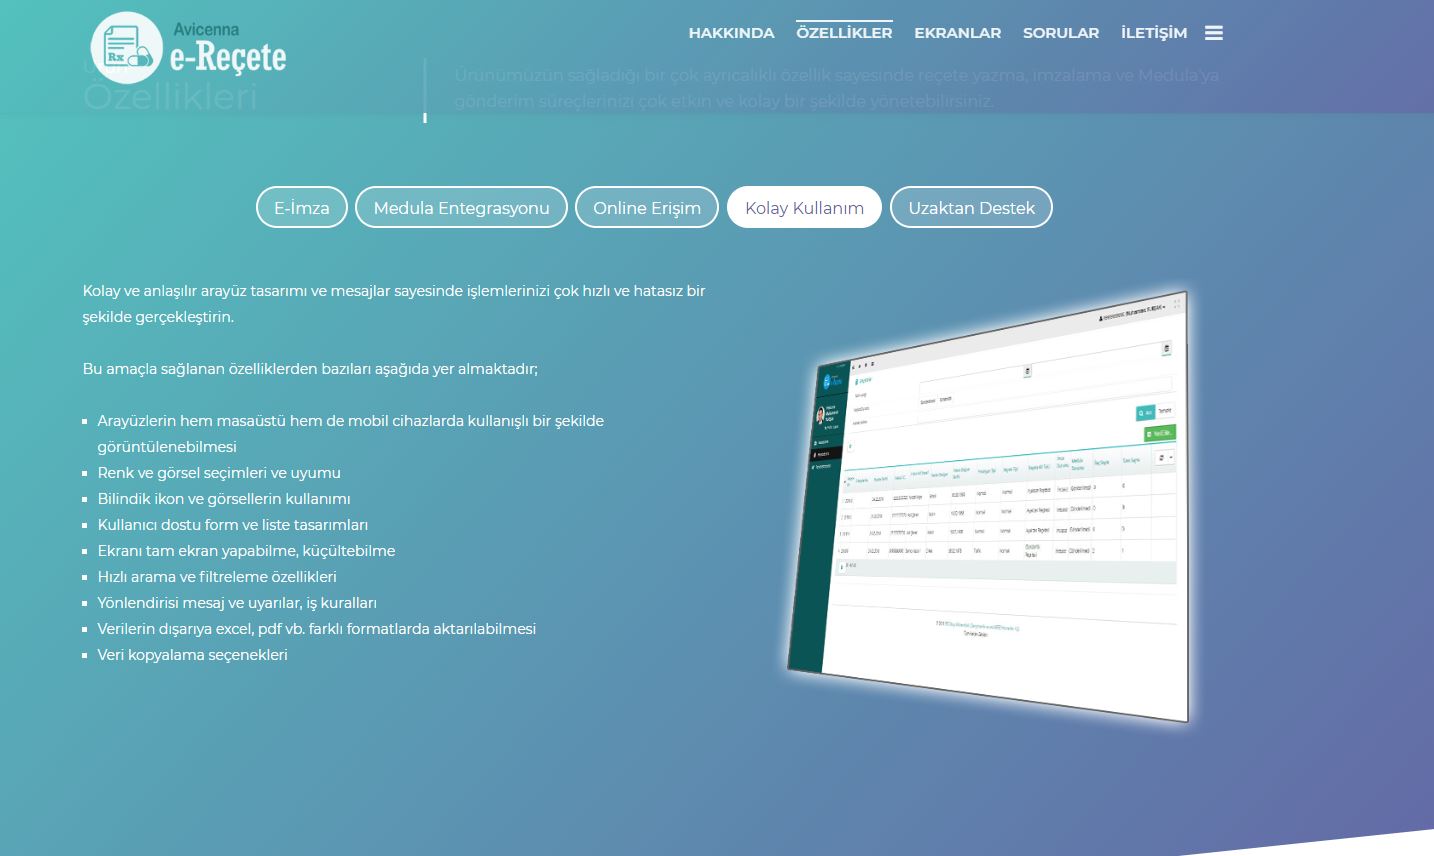 Avicenna
e-Reçete
Rx
HAKKINDA
ÖZELLİKLER
EKRANLAR
SORULAR
İLETİŞİM
Özellikleri
Ürünümüzün sağladığı bir çok ayrıcalıklı özellik sayesinde reçete yazma, imzalama ve Medula'ya
gönderim süreçlerinizi çok etkin ve kolay bir şekilde yönetebilirsiniz.
E-İmza
Medula Entegrasyonu
Online Erişim
Kolay Kullanım
Uzaktan Destek
Kolay ve anlaşılır arayüz tasarımı ve mesajlar sayesinde işlemlerinizi çok hızlı ve hatasız bir
şekilde gerçekleştirin.
Bu amaçla sağlanan özelliklerden bazıları aşağıda yer almaktadır;
Arayüzlerin hem masaüstü hem de mobil cihazlarda kullanışlı bir şekilde
görüntülenebilmesi
Renk ve görsel seçimleri ve uyumu
Bilindik ikon ve görsellerin kullanımı
Kullanıcı dostu form ve liste tasarımları
Ekranı tam ekran yapabilme, küçültebilme
Hızlı arama ve filtreleme özellikleri
Yönlendirisi mesaj ve uyarılar, iş kuralları
Verilerin dışarıya excel, pdf vb. farklı formatlarda aktarılabilmesi
Veri kopyalama seçenekleri